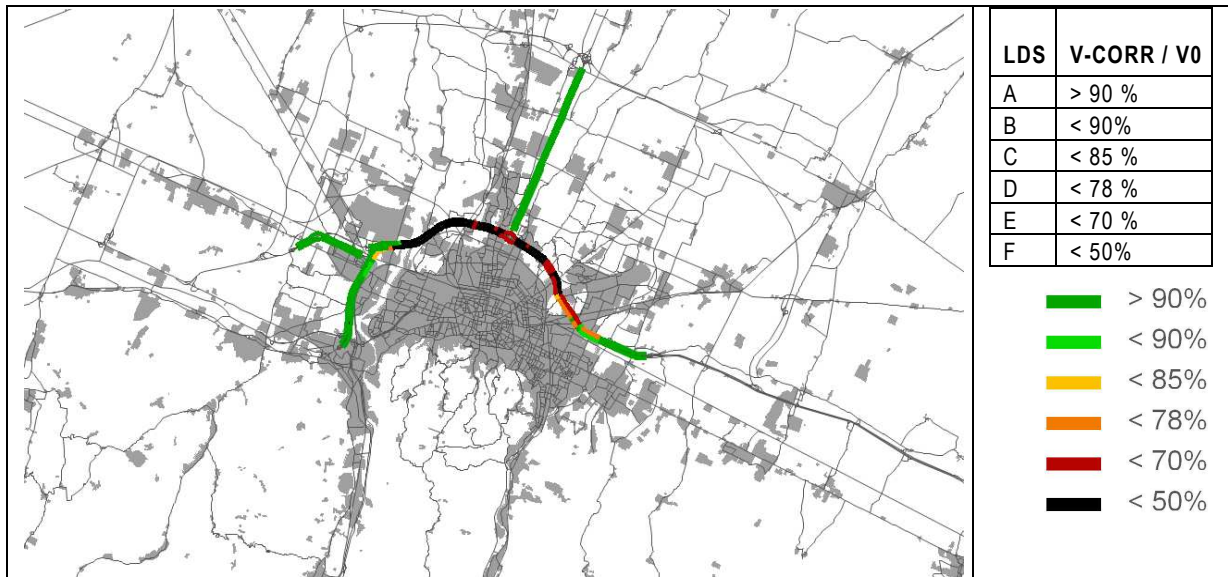 LDS V-CORR / V0
A > 90 %
B < 90%
C < 85 %
D < 78 %
E < 70 %
F < 50%
> 90%
< 90%
< 85%
< 78%
< 70%
< 50%